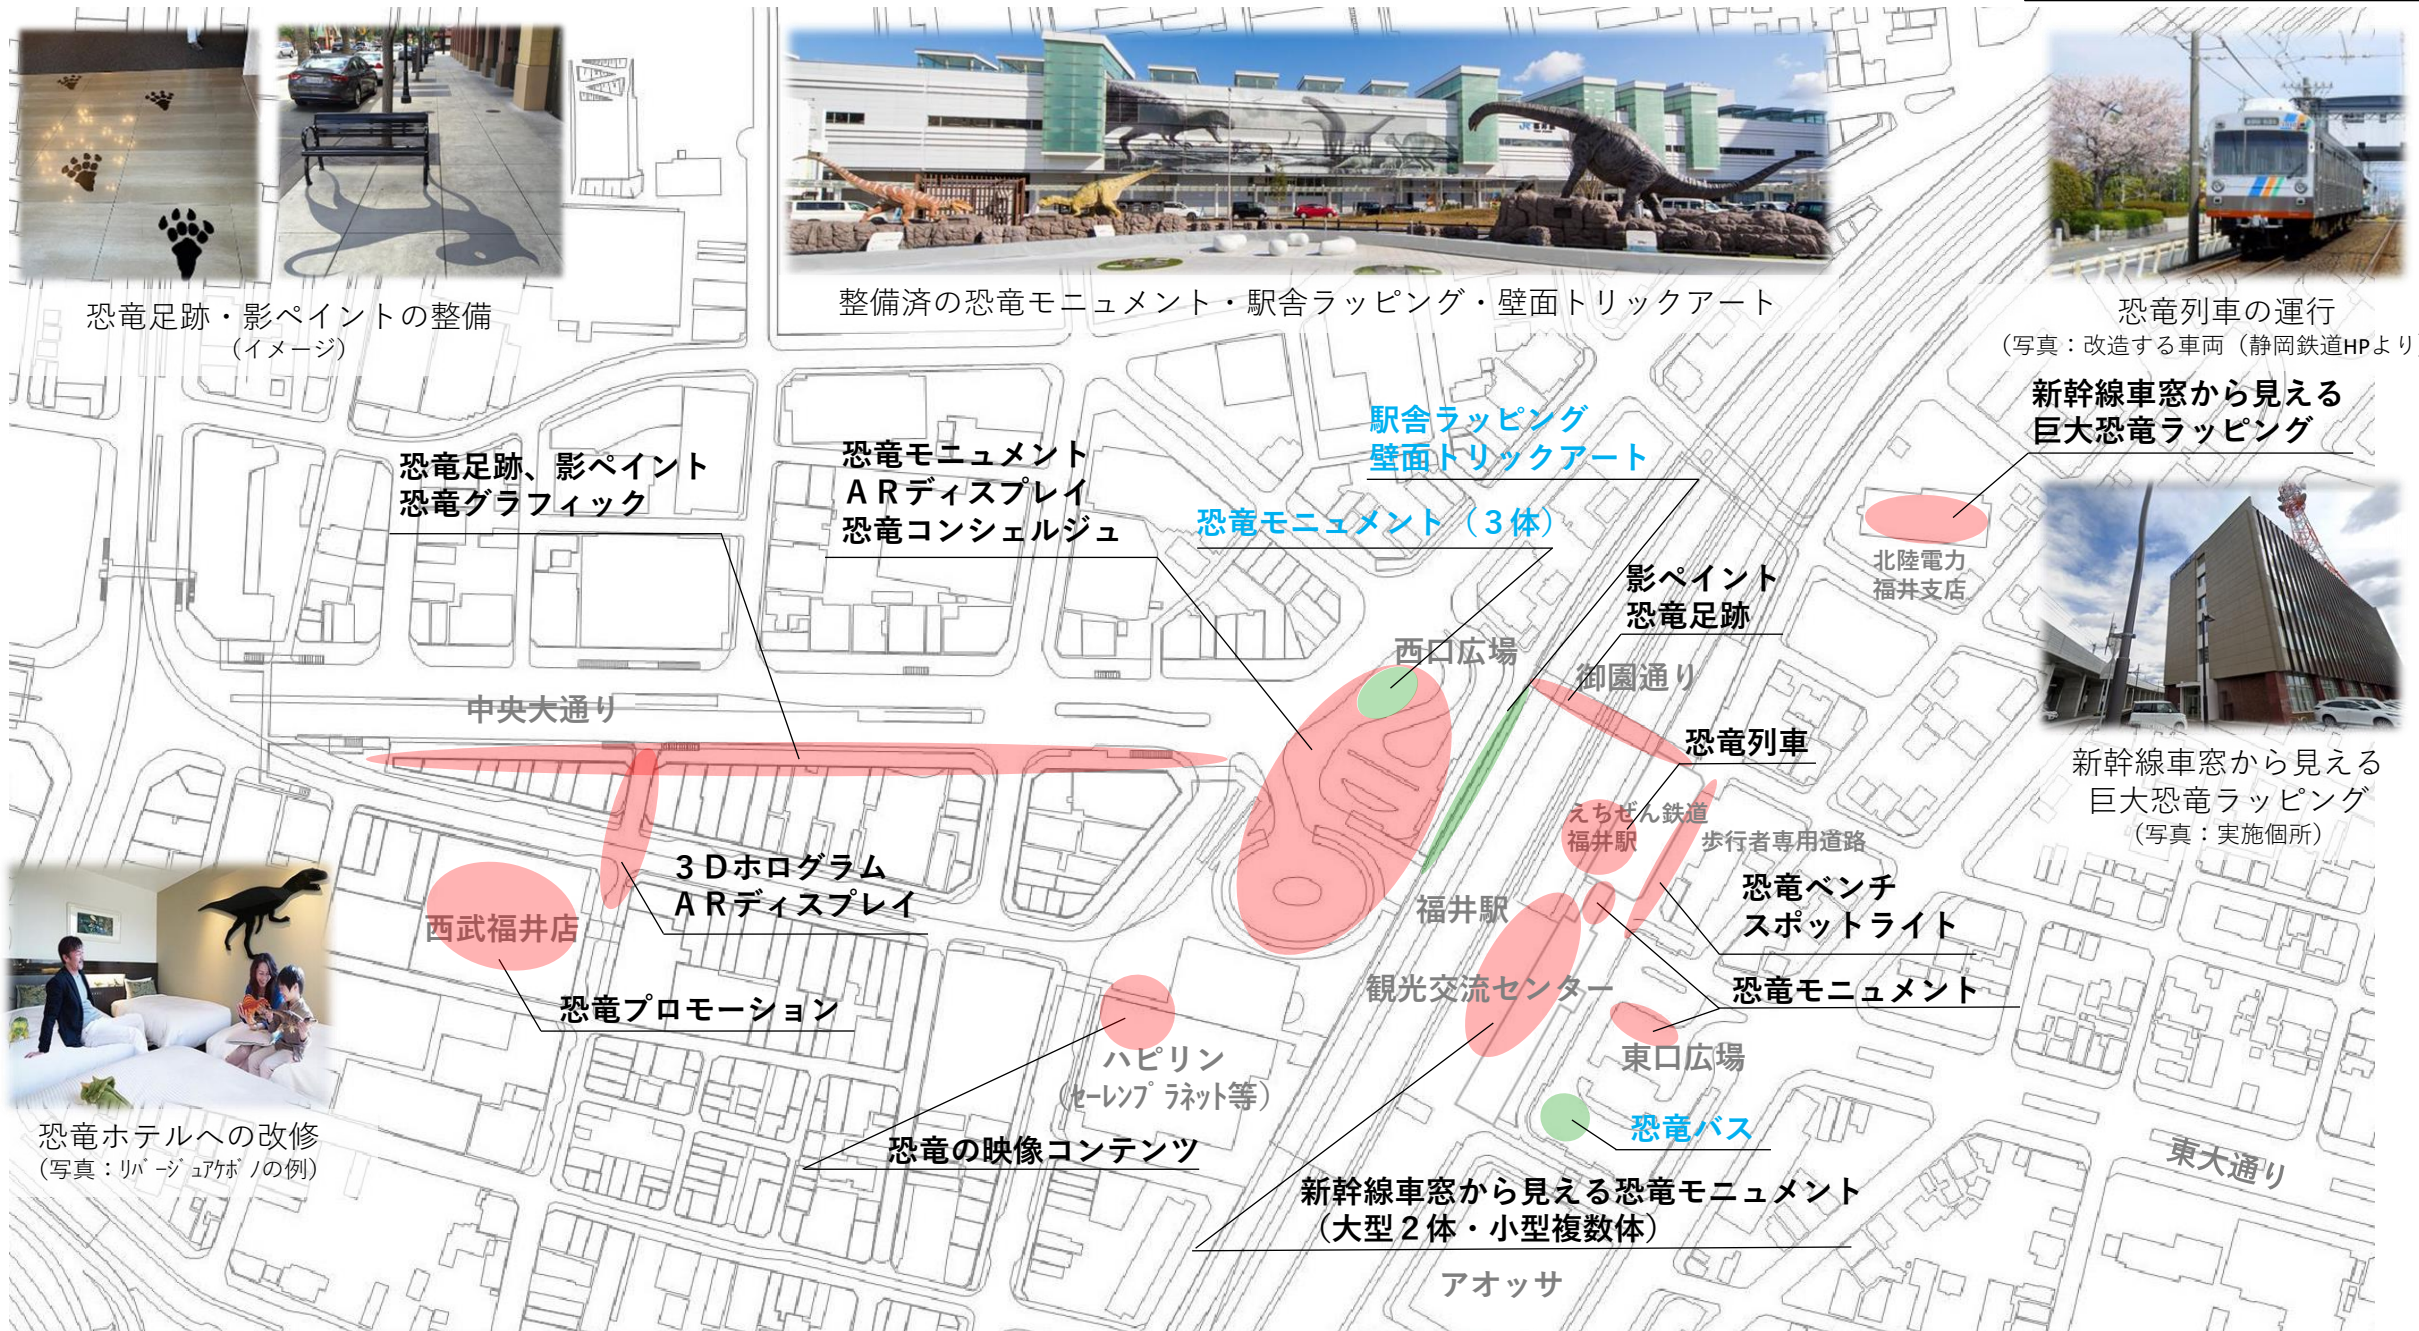 恐竜足跡・影ペイントの整備
（イメージ）
整備済の恐竜モニュメント・駅舎ラッピング・壁面トリックアート
恐竜列車の運行
（写真：改造する車両（静岡鉄道HPより）
新幹線車窓から見える
巨大恐竜ラッピング
恐竜足跡、影ペイント
恐竜グラフィック
恐竜モニュメント
ＡＲディスプレイ
恐竜コンシェルジュ
駅舎ラッピング
壁面トリックアート
恐竜モニュメント（３体）
北陸電力
福井支店
影ペイント
恐竜足跡
西口広場
御園通り
中央大通り
恐竜列車
えちぜん鉄道
福井駅
歩行者専用道路
新幹線車窓から見える
巨大恐竜ラッピング
（写真：実施個所）
３Ｄホログラム
ＡＲディスプレイ
西武福井店
福井駅
恐竜ベンチ
スポットライト
恐竜プロモーション
観光交流センター
恐竜モニュメント
ハピリン
（セーレンプラネット等）
東口広場
恐竜バス
恐竜ホテルへの改修
（写真：リバージュアケボノの例）
恐竜の映像コンテンツ
東大通り
新幹線車窓から見える恐竜モニュメント
（大型２体・小型複数体）
アオッサ